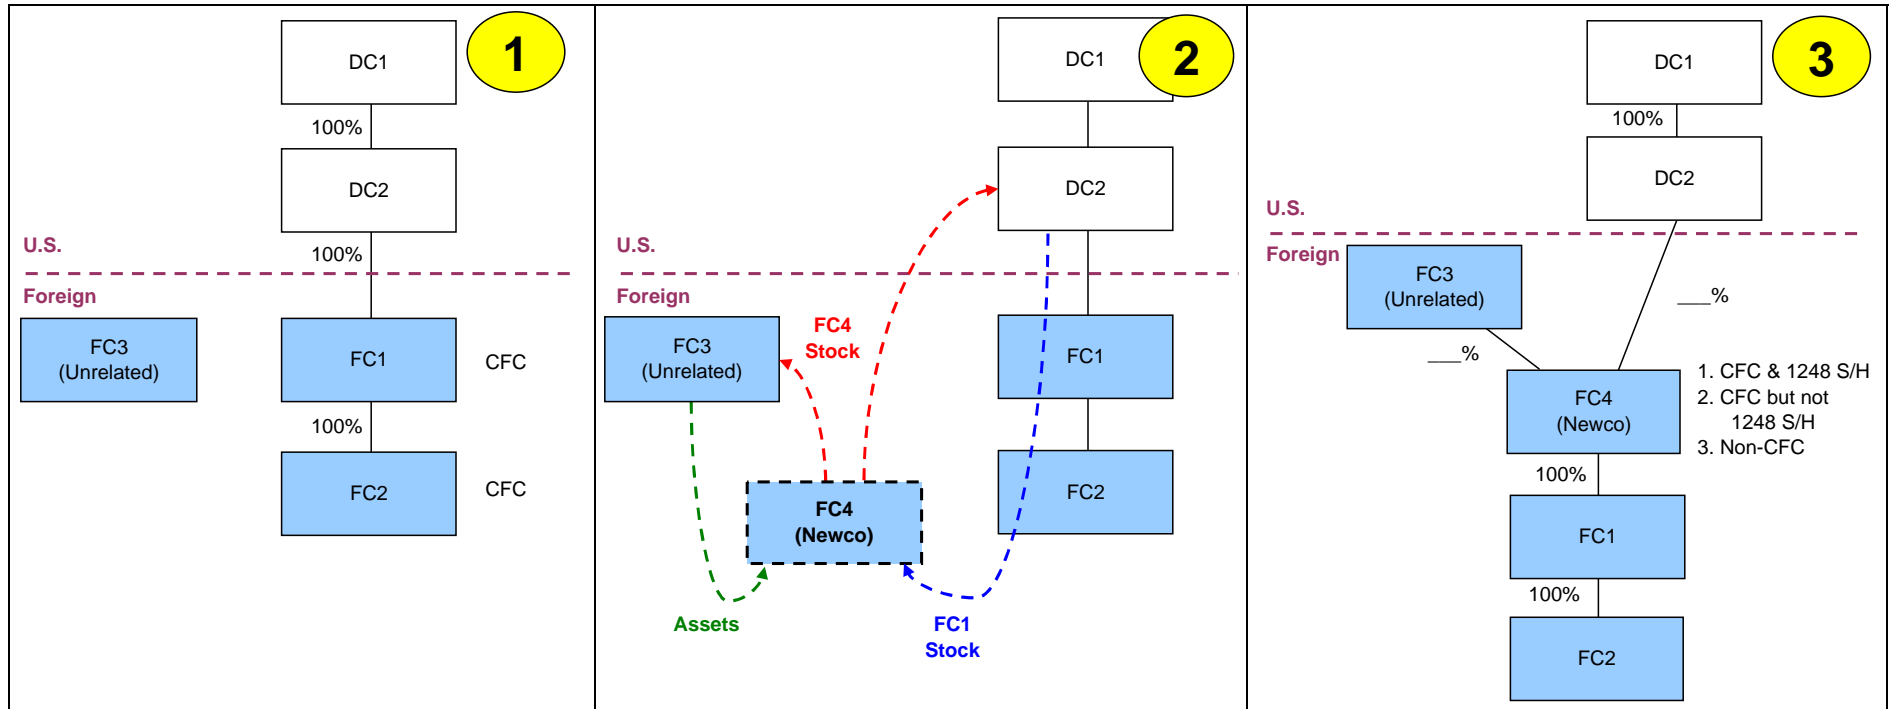 1
DC1
100%
DC2
100%
U.S.
Foreign
FC3
(Unrelated)
FC1
CFC
100%
FC2
CFC
2
DC1
DC2
U.S.
Foreign
FC3
(Unrelated)
FC4
Stock
FC1
FC2
FC4
(Newco)
Assets
FC1
Stock
3
DC1
100%
DC2
U.S.
Foreign
FC3
(Unrelated)
___%
___%
FC4
(Newco)
1. CFC & 1248 S/H
2. CFC but not
1248 S/H
3. Non-CFC
100%
FC1
100%
FC2